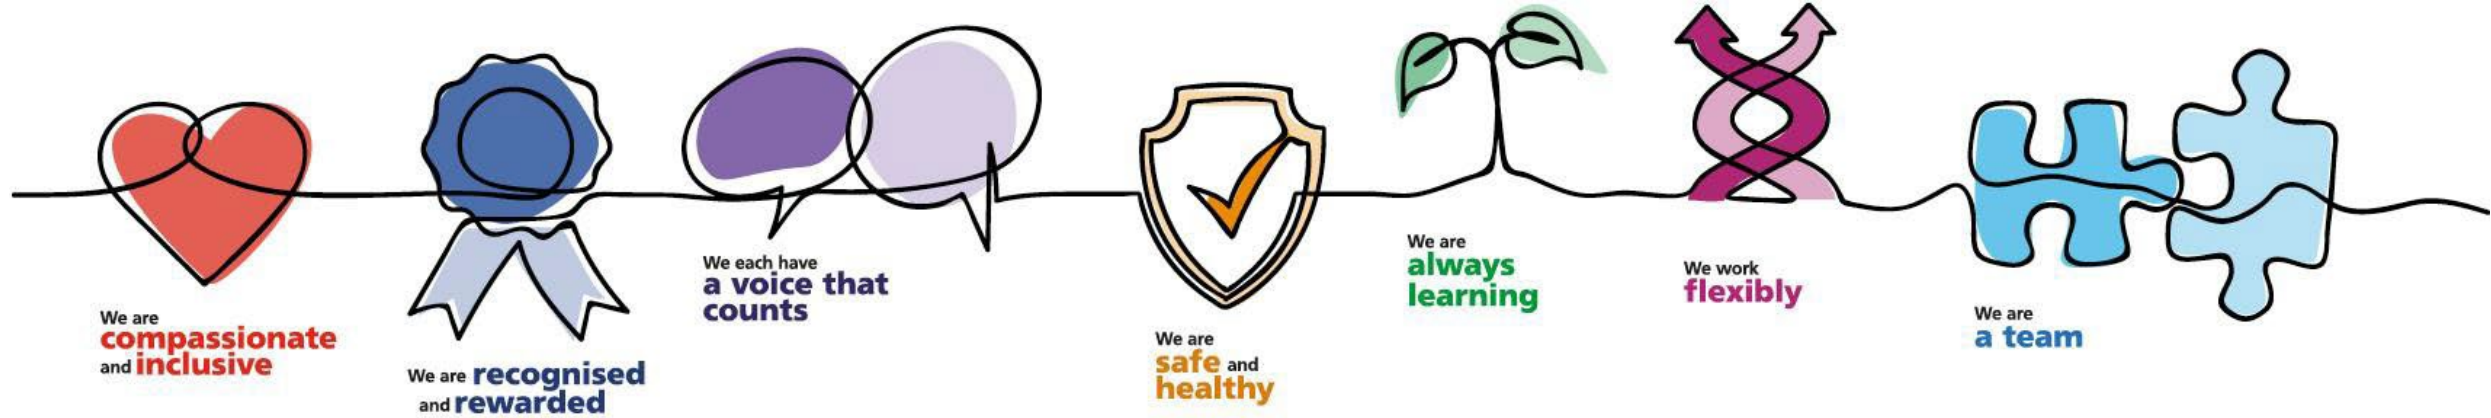 We are
compassionate
and inclusive
We are recognised
and rewarded
We each have
a voice that
counts
We are
safe and
healthy
We are
always
learning
We work
flexibly
We are
a team